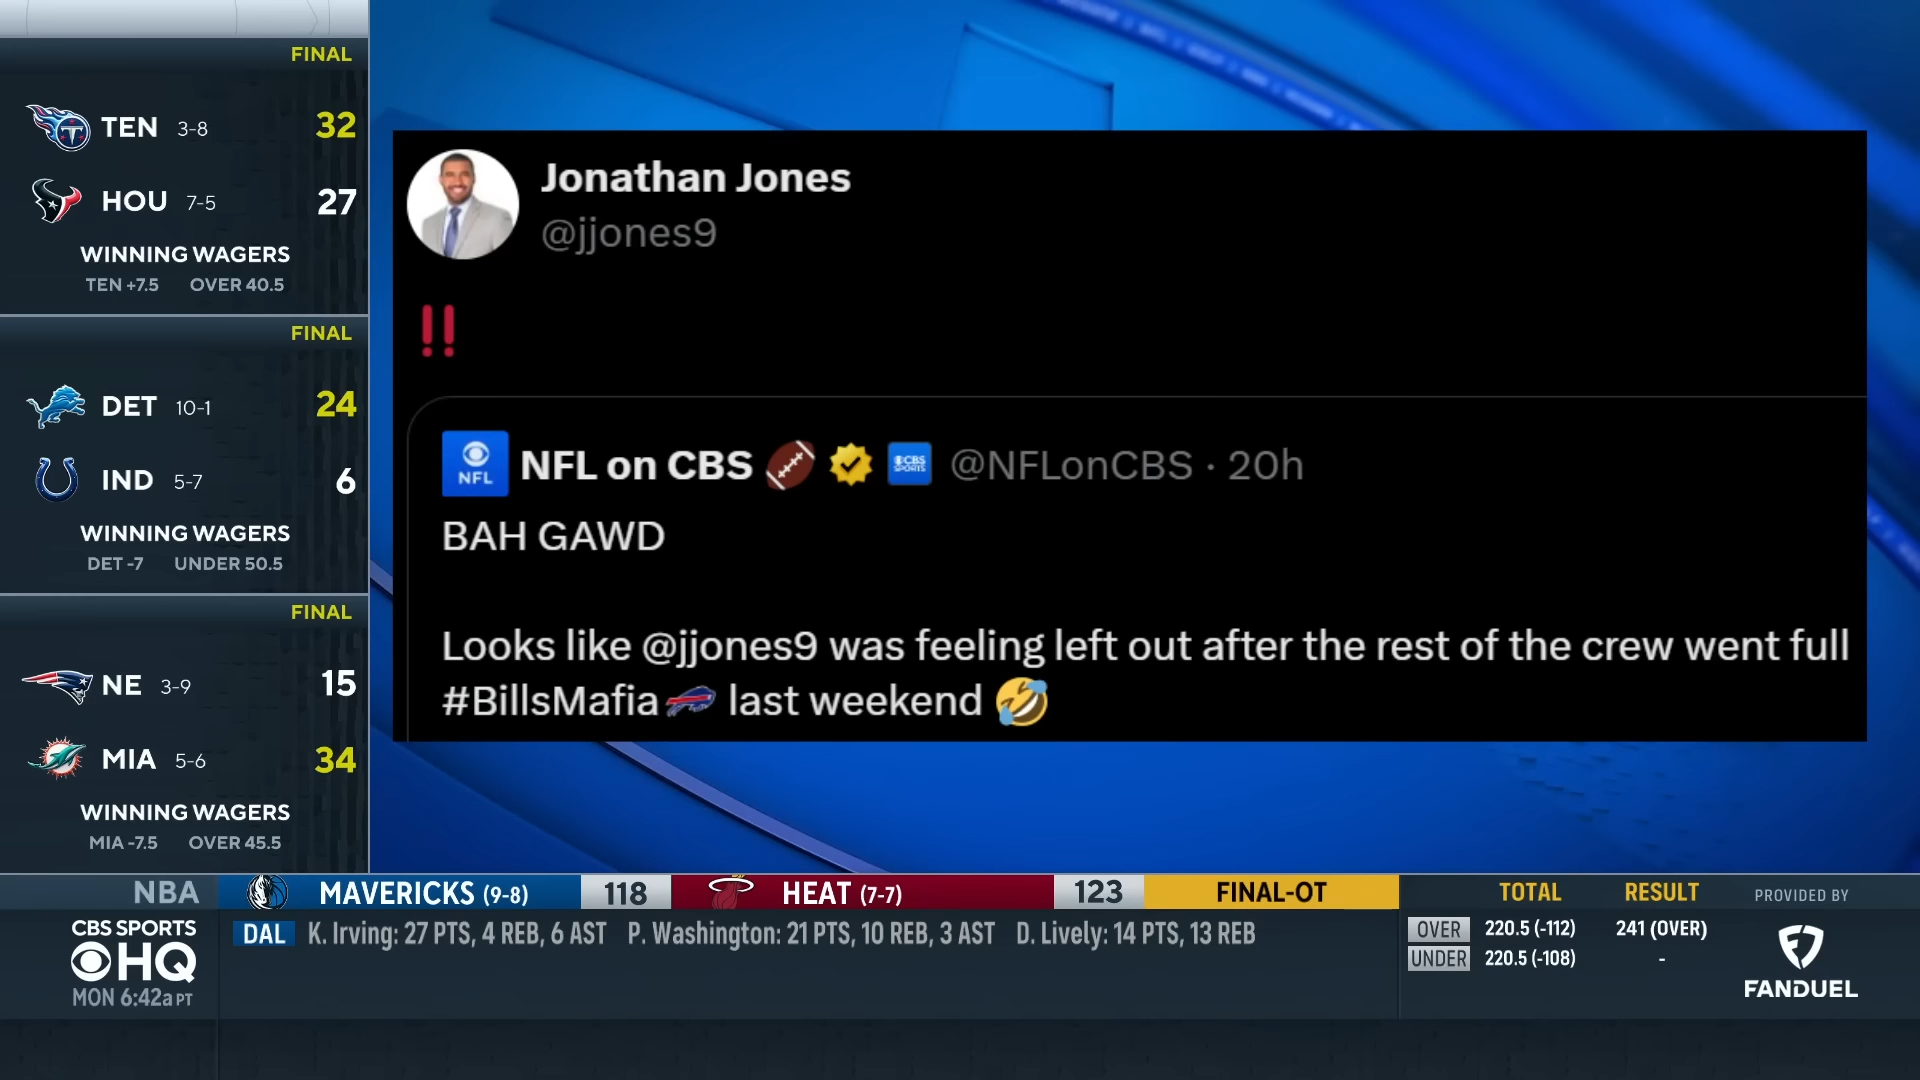 FINAL
TEN 3-8 32
HOU 7-5 27
WINNING WAGERS
TEN +7.5 OVER 40.5
FINAL
DET 10-1 24
IND 5-7 6
WINNING WAGERS
DET -7 UNDER 50.5
FINAL
NE 3-9 15
MIA 5-6 34
WINNING WAGERS
MIA -7.5 OVER 45.5
Jonathan Jones
@jjones9
‼
NFL
NFL on CBS 🏈 CBS SPORTS @NFLonCBS · 20h
BAH GAWD
Looks like @jjones9 was feeling left out after the rest of the crew went full
#BillsMafia last weekend 🤣
NBA MAVERICKS (9-8) 118 HEAT (7-7) 123 FINAL-OT
DAL K. Irving: 27 PTS, 4 REB, 6 AST P. Washington: 21 PTS, 10 REB, 3 AST D. Lively: 14 PTS, 13 REB
CBS SPORTS
HQ
MON 6:42a PT
TOTAL RESULT
OVER 220.5 (-112) 241 (OVER)
UNDER 220.5 (-108) -
PROVIDED BY
FANDUEL